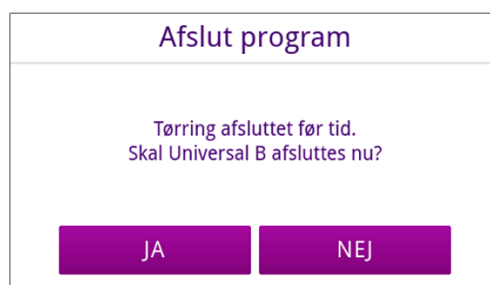 Afslut program
Tørring afsluttet før tid.
Skal Universal B afsluttes nu?
JA
NEJ